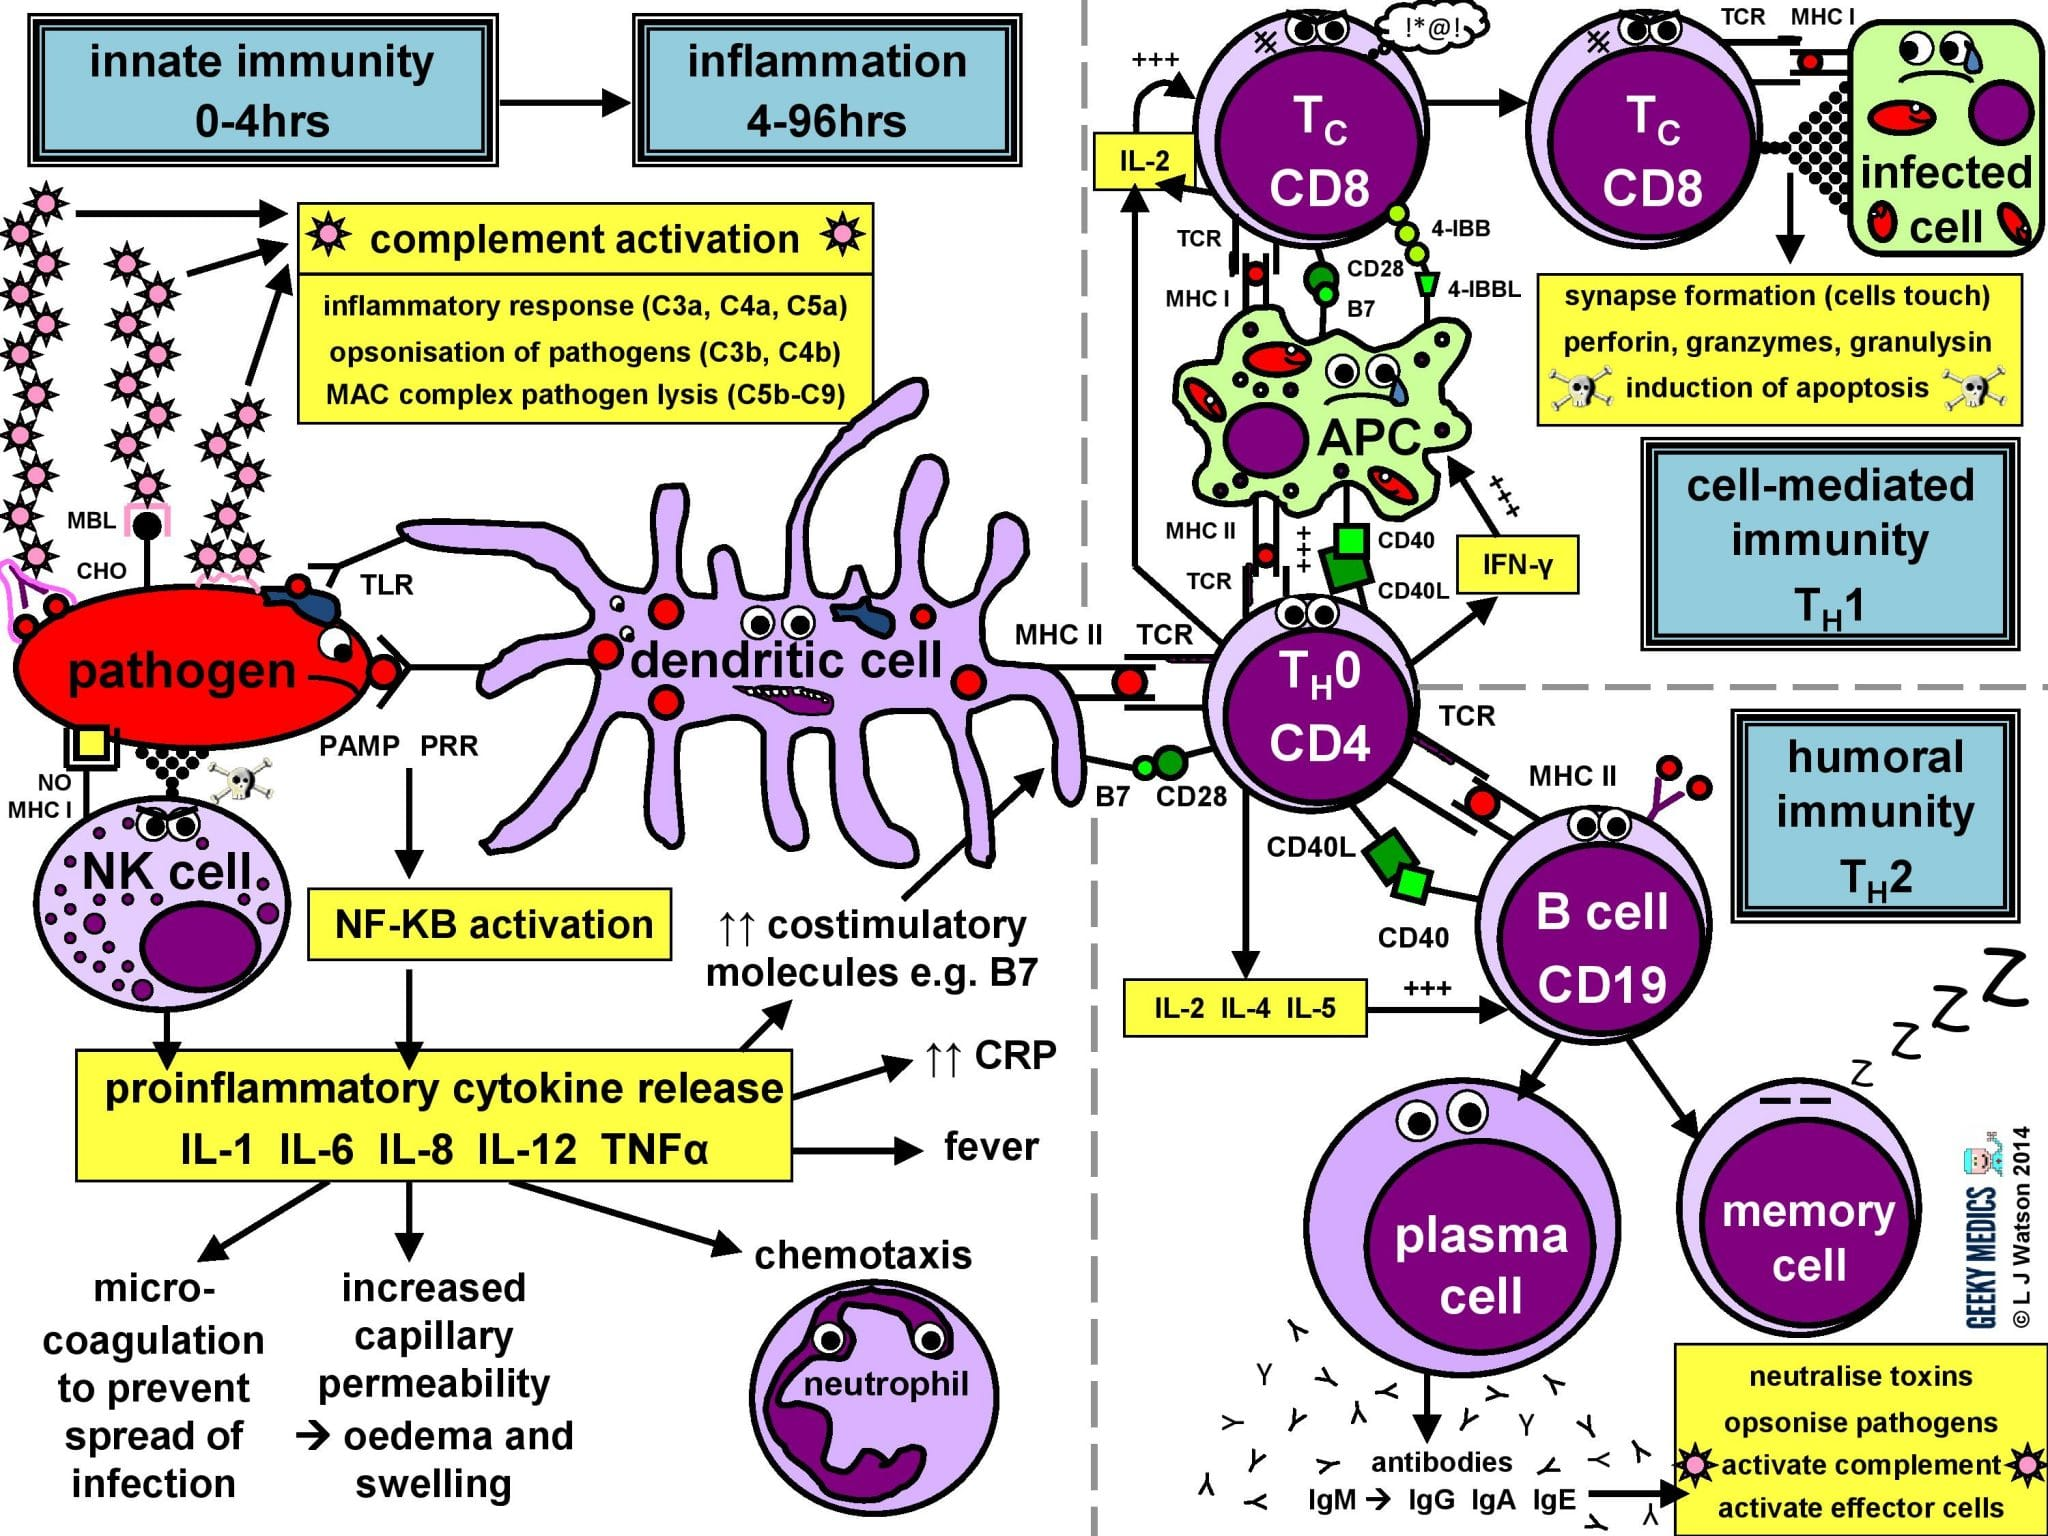 innate immunity
0-4hrs
inflammation
4-96hrs
complement activation
inflammatory response (C3a, C4a, C5a)
opsonisation of pathogens (C3b, C4b)
MAC complex pathogen lysis (C5b-C9)
MBL
CHO
TLR
pathogen
dendritic cell
PAMP PRR
NO
MHC I
NK cell
NF-KB activation
↑↑ costimulatory
molecules e.g. B7
↑↑ CRP
fever
proinflammatory cytokine release
IL-1 IL-6 IL-8 IL-12 TNFα
micro-
coagulation
to prevent
spread of
infection
increased
capillary
permeability
→ oedema and
swelling
chemotaxis
neutrophil
!*@!
+++
IL-2
TC
CD8
TC
CD8
TCR MHC I
infected
cell
TCR
MHC I
CD28
B7
4-IBB
4-IBBL
synapse formation (cells touch)
perforin, granzymes, granulysin
induction of apoptosis
APC
+++
MHC II
TCR
+++
CD40
CD40L
IFN-γ
cell-mediated
immunity
TH1
MHC II TCR
TH0
CD4
B7 CD28
TCR
MHC II
CD40L
CD40
humoral
immunity
TH2
B cell
CD19
IL-2 IL-4 IL-5
+++
z z z z
plasma
cell
memory
cell
antibodies
IgM → IgG IgA IgE
neutralise toxins
opsonise pathogens
activate complement
activate effector cells
GEEKY MEDICS
© L J Watson 2014